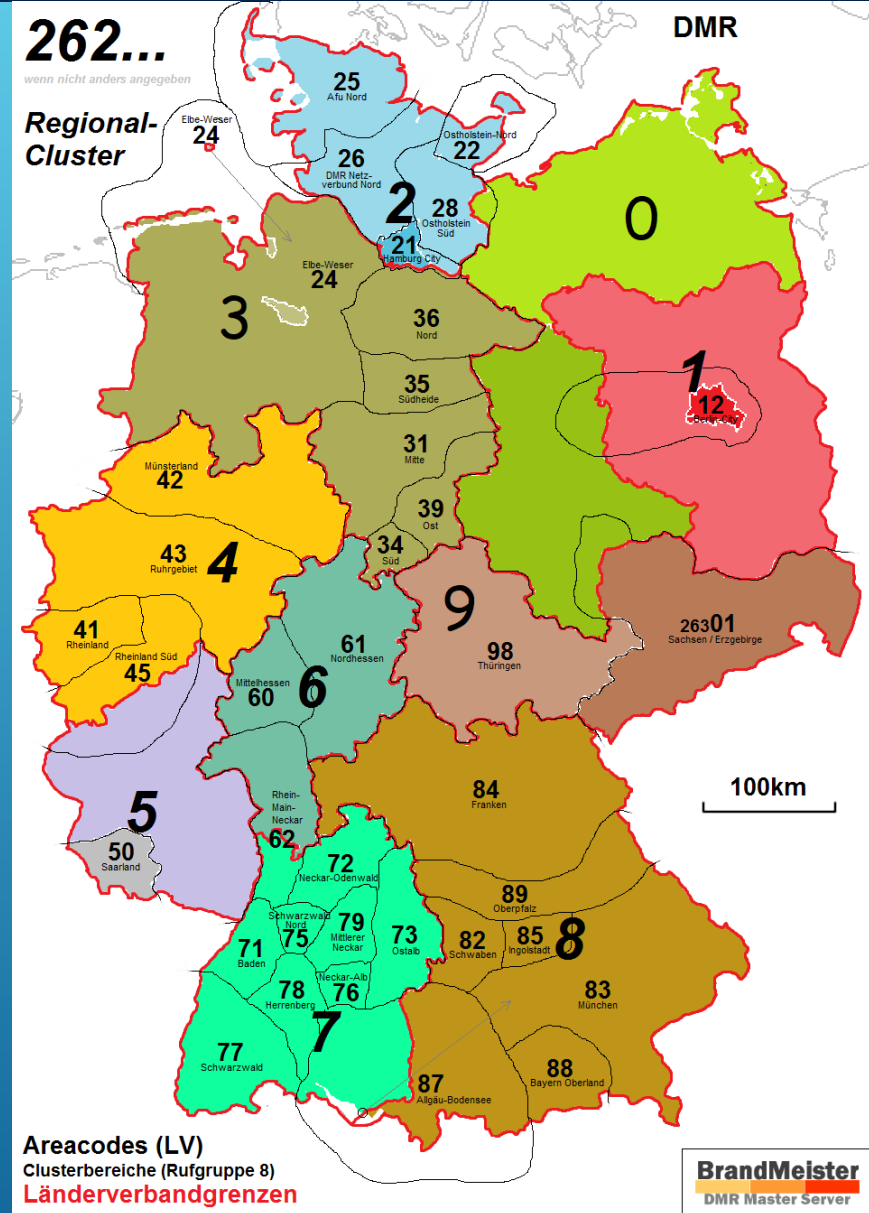 262...
wenn nicht anders angegeben
Regional-
Cluster
DMR
25
Afu Nord
Elbe-Weser
24
Ostholstein-Nord
22
26
DMR Netz-
verbund Nord
2
28
Ostholstein
Süd
21
Hamburg City
0
Elbe-Weser
24
3
36
Nord
35
Südheide
1
12
Berlin-City
31
Mitte
Münsterland
42
39
Ost
34
Süd
43
Ruhrgebiet
4
9
41
Rheinland
Rheinland Süd
45
61
Nordhessen
98
Thüringen
26301
Sachsen / Erzgebirge
Mittelhessen
60
6
100km
84
Franken
5
Rhein-
Main-
Neckar
62
50
Saarland
72
Neckar-Odenwald
89
Oberpfalz
Schwarzwald
Nord
75
79
Mittlerer
Neckar
73
Ostalb
82
Schwaben
85
Ingolstadt
8
71
Baden
Neckar-Alb
76
78
Herrenberg
83
München
7
77
Schwarzwald
87
Allgäu-Bodensee
88
Bayern Oberland
Areacodes (LV)
Clusterbereiche (Rufgruppe 8)
Länderverbandgrenzen
BrandMeister
DMR Master Server